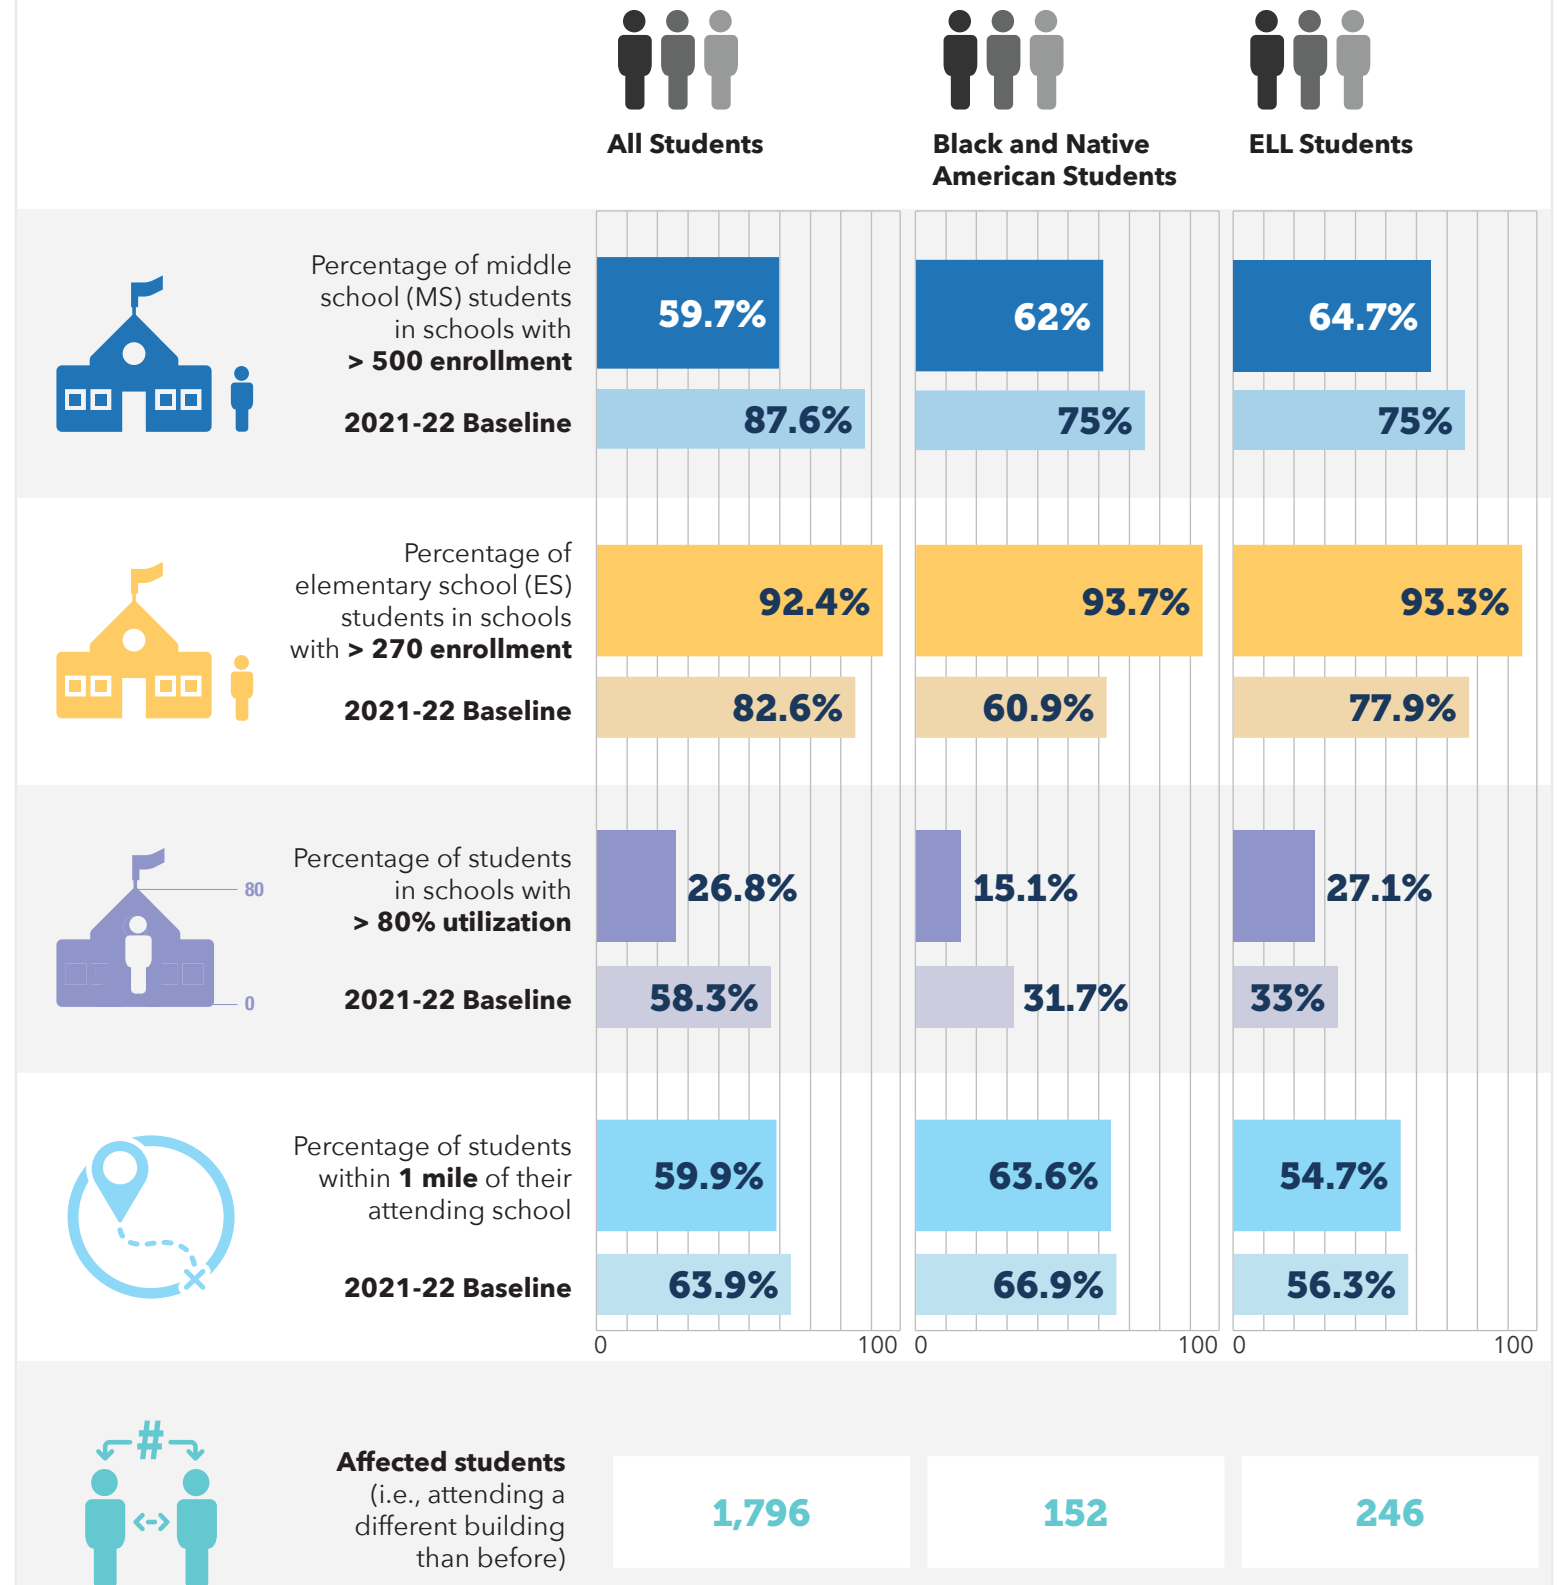 All Students
Black and Native
American Students
ELL Students
Percentage of middle
school (MS) students
in schools with
> 500 enrollment
59.7%
62%
64.7%
2021-22 Baseline
87.6%
75%
75%
Percentage of
elementary school (ES)
students in schools
with > 270 enrollment
92.4%
93.7%
93.3%
2021-22 Baseline
82.6%
60.9%
77.9%
80
0
Percentage of students
in schools with
> 80% utilization
26.8%
15.1%
27.1%
2021-22 Baseline
58.3%
31.7%
33%
Percentage of students
within 1 mile of their
attending school
59.9%
63.6%
54.7%
2021-22 Baseline
63.9%
66.9%
56.3%
0 100 0 100 0 100
#
Affected students
(i.e., attending a
different building
than before)
1,796
152
246